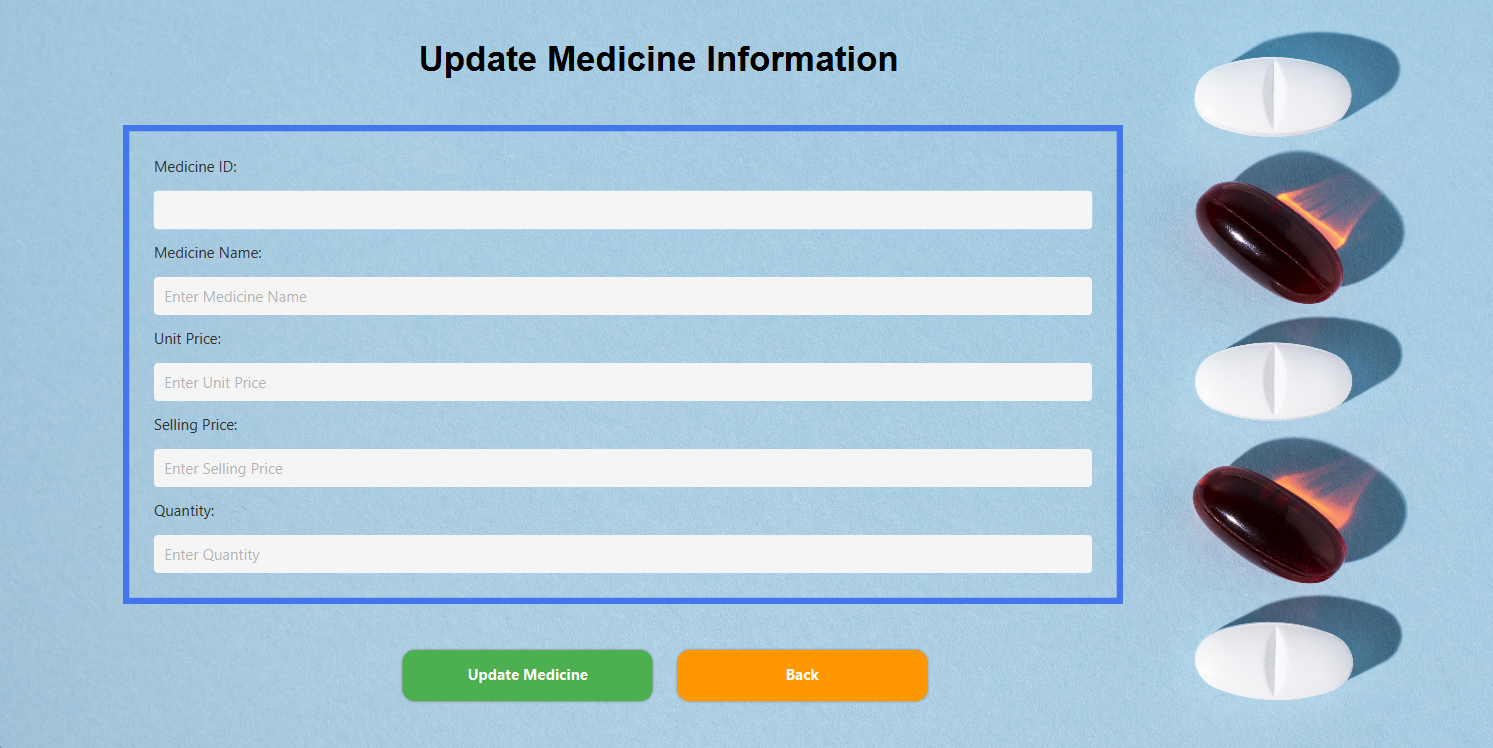 Update Medicine Information
Medicine ID:
Medicine Name:
Enter Medicine Name
Unit Price:
Enter Unit Price
Selling Price:
Enter Selling Price
Quantity:
Enter Quantity
Update Medicine
Back